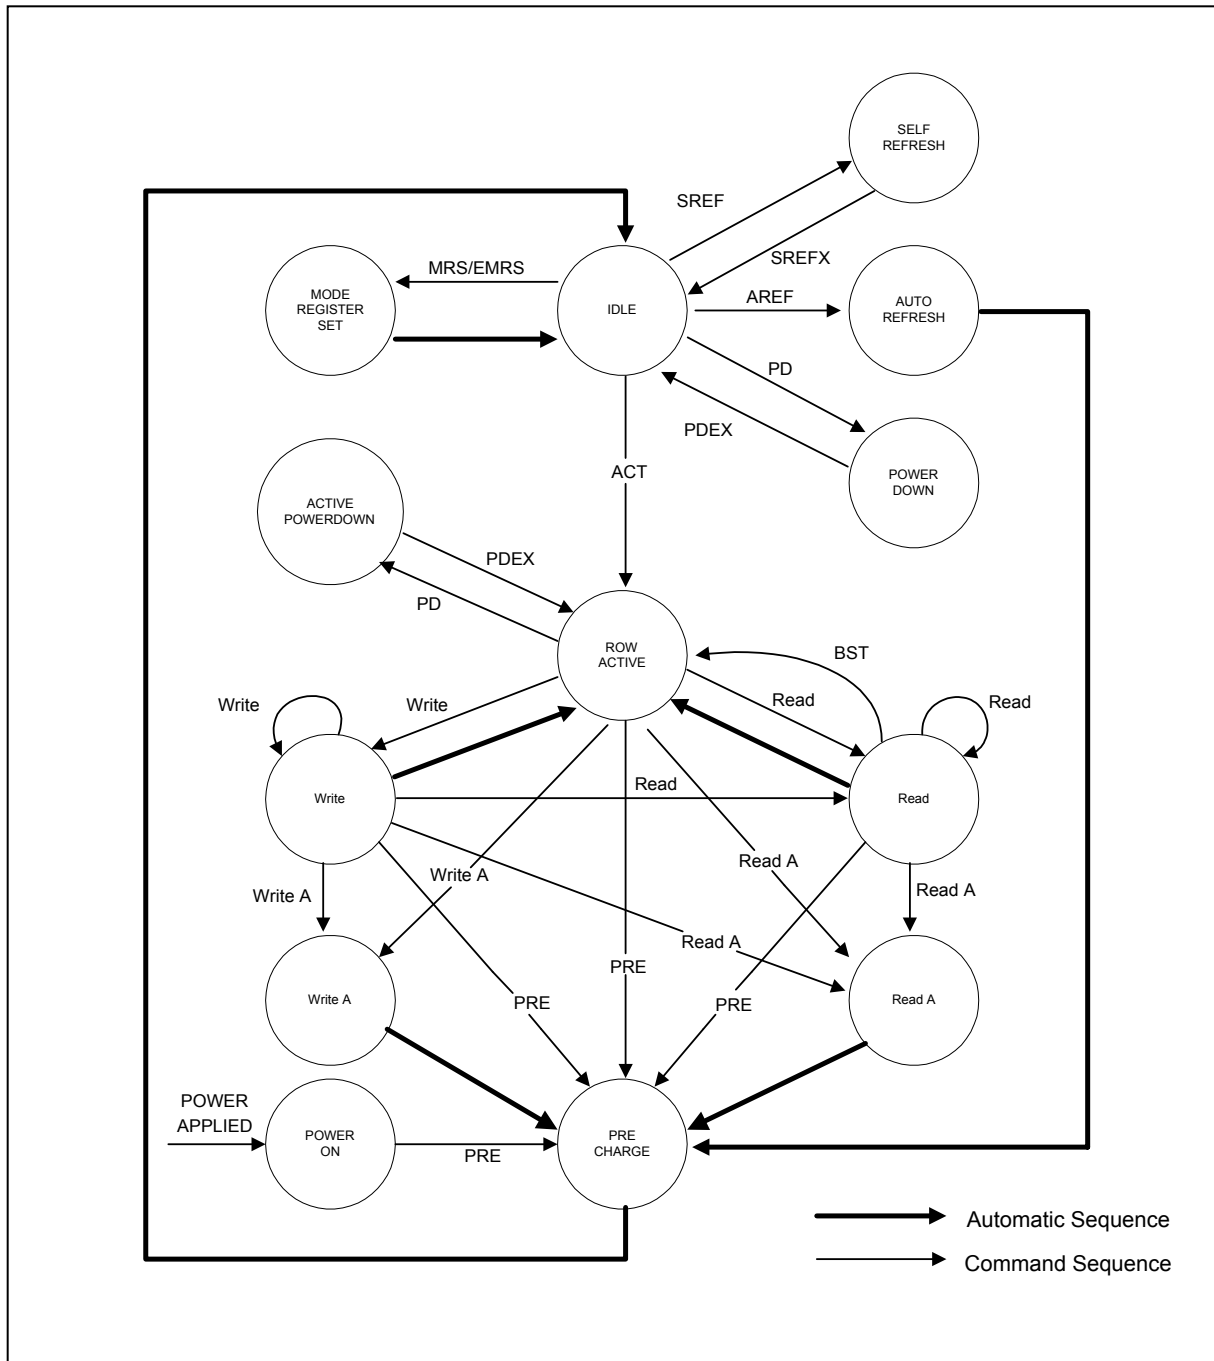 SELF
REFRESH
SREF
SREFX
MRS/EMRS
MODE
REGISTER
SET
IDLE
AREF
AUTO
REFRESH
PD
PDEX
POWER
DOWN
ACT
ACTIVE
POWERDOWN
PDEX
PD
ROW
ACTIVE
BST
Write
Write
Read
Read
Write
Read
Read
Write A
Write A
Read A
Read A
Read A
Write A
PRE
PRE
PRE
Read A
POWER
APPLIED
POWER
ON
PRE
PRE
CHARGE
Automatic Sequence
Command Sequence